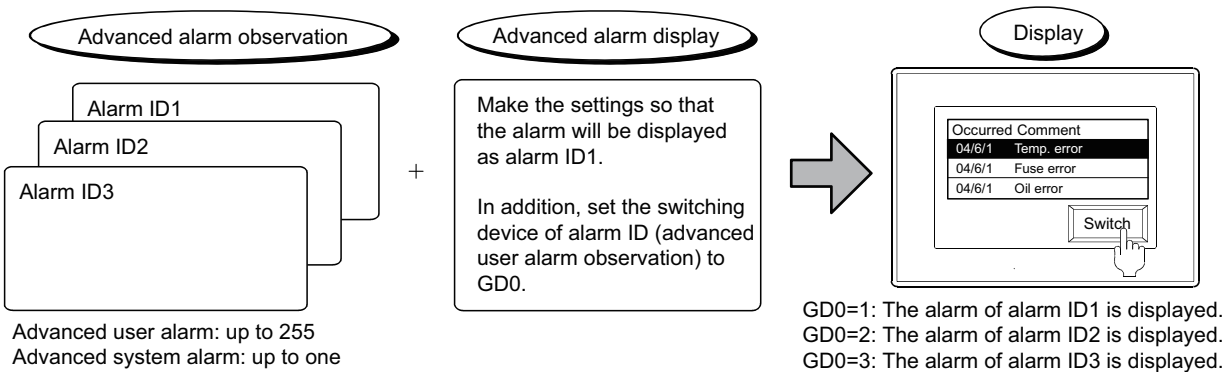 Advanced alarm observation
Alarm ID1
Alarm ID2
Alarm ID3
Advanced user alarm: up to 255
Advanced system alarm: up to one
+
Advanced alarm display
Make the settings so that
the alarm will be displayed
as alarm ID1.
In addition, set the switching
device of alarm ID (advanced
user alarm observation) to
GD0.
Display
Occurred Comment
04/6/1 Temp. error
04/6/1 Fuse error
04/6/1 Oil error
Switch
GD0=1: The alarm of alarm ID1 is displayed.
GD0=2: The alarm of alarm ID2 is displayed.
GD0=3: The alarm of alarm ID3 is displayed.